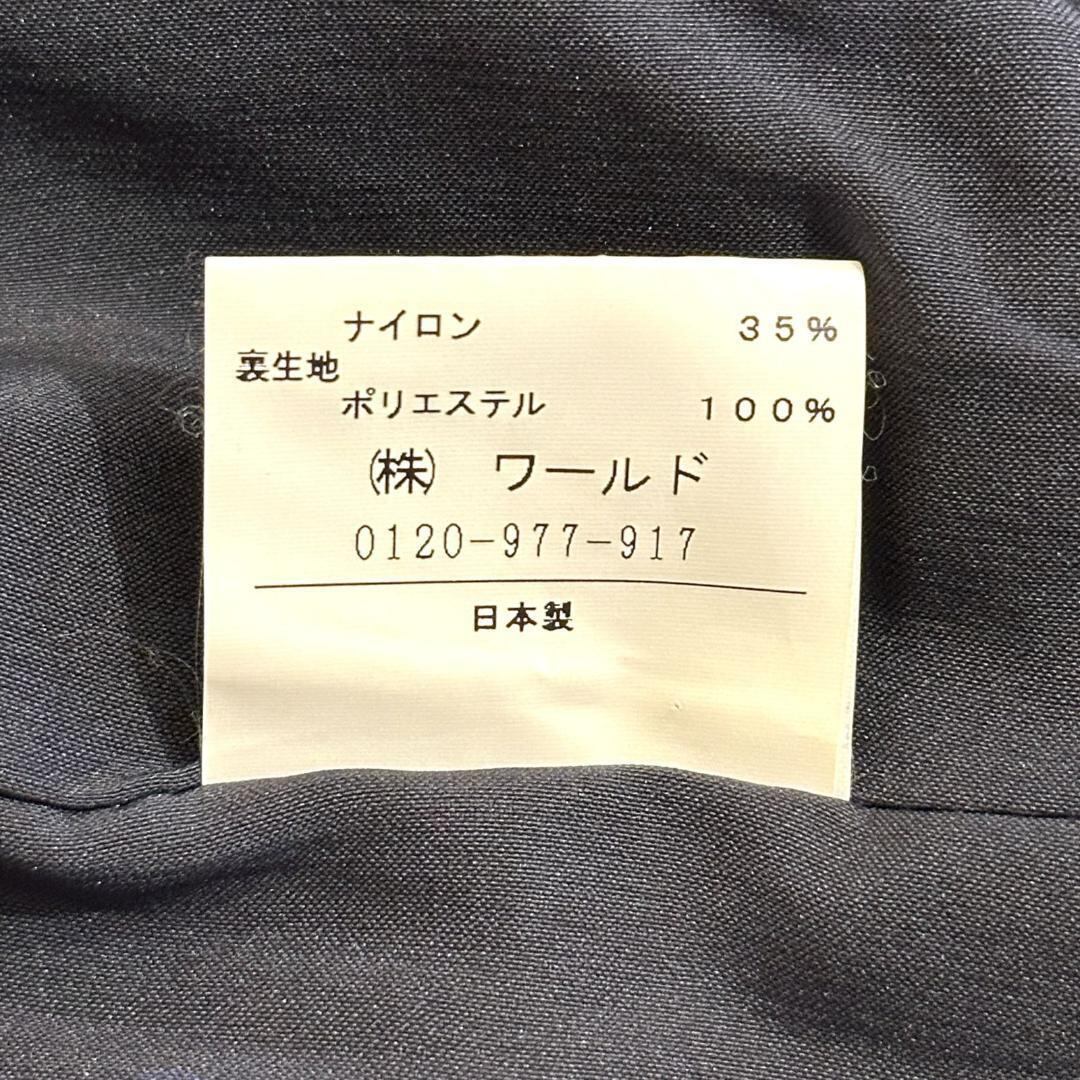 ナイロン 35%
裏生地
ポリエステル 100%
㈱ ワールド
0120-977-917
日本製